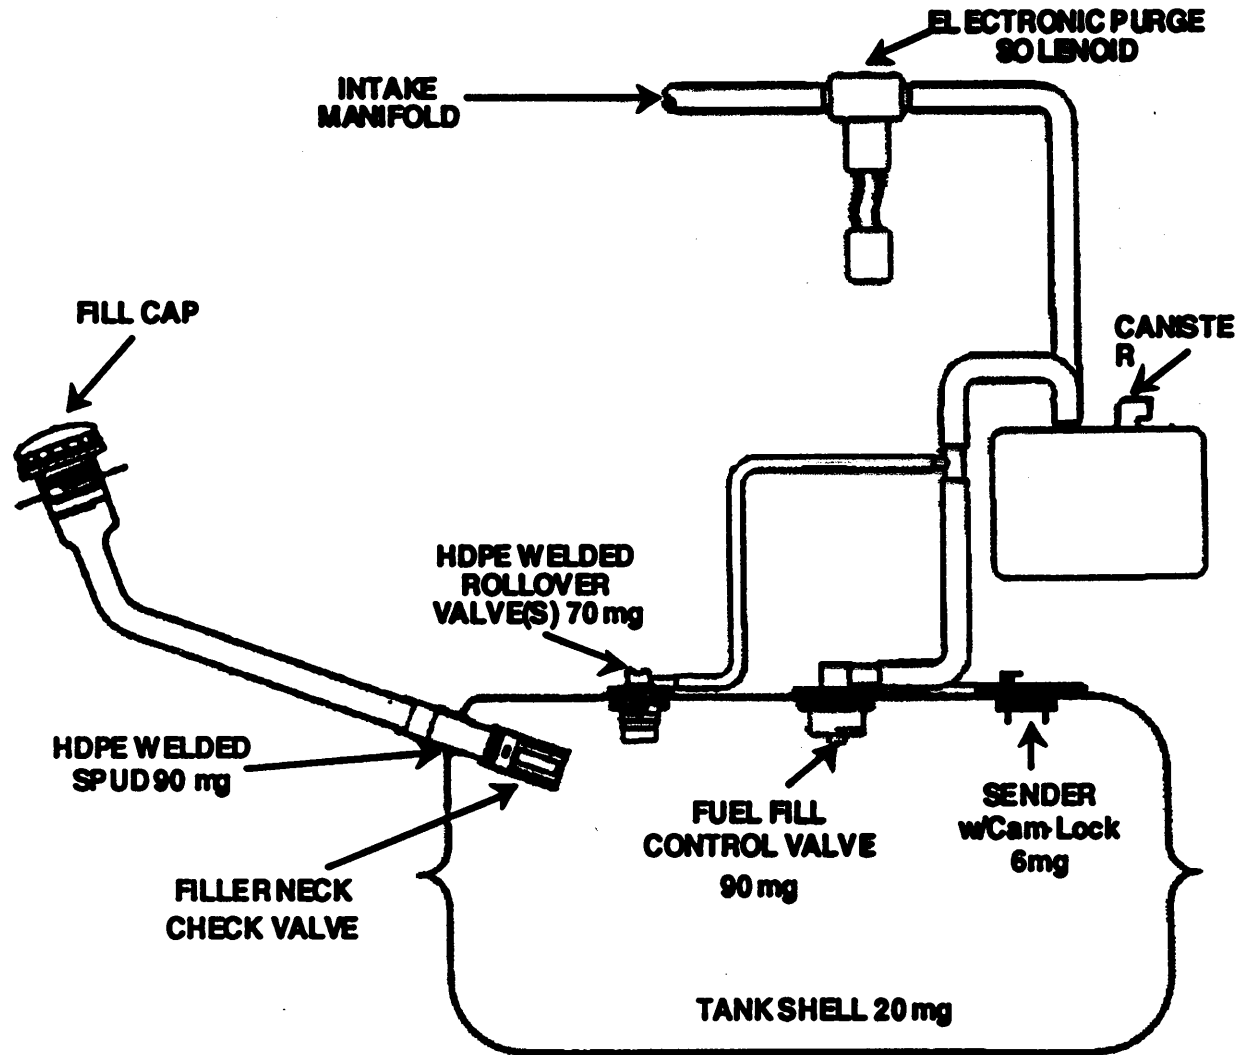 ELECTRONIC PURGE
SOLENOID
INTAKE
MANIFOLD
FILL CAP
CANISTE
R
HDPE WELDED
ROLLOVER
VALVE(S) 70 mg
HDPE WELDED
SPUD 90 mg
FUEL FILL
CONTROL VALVE
90 mg
SENDER
w/Cam-Lock
6mg
FILLER NECK
CHECK VALVE
TANK SHELL 20 mg